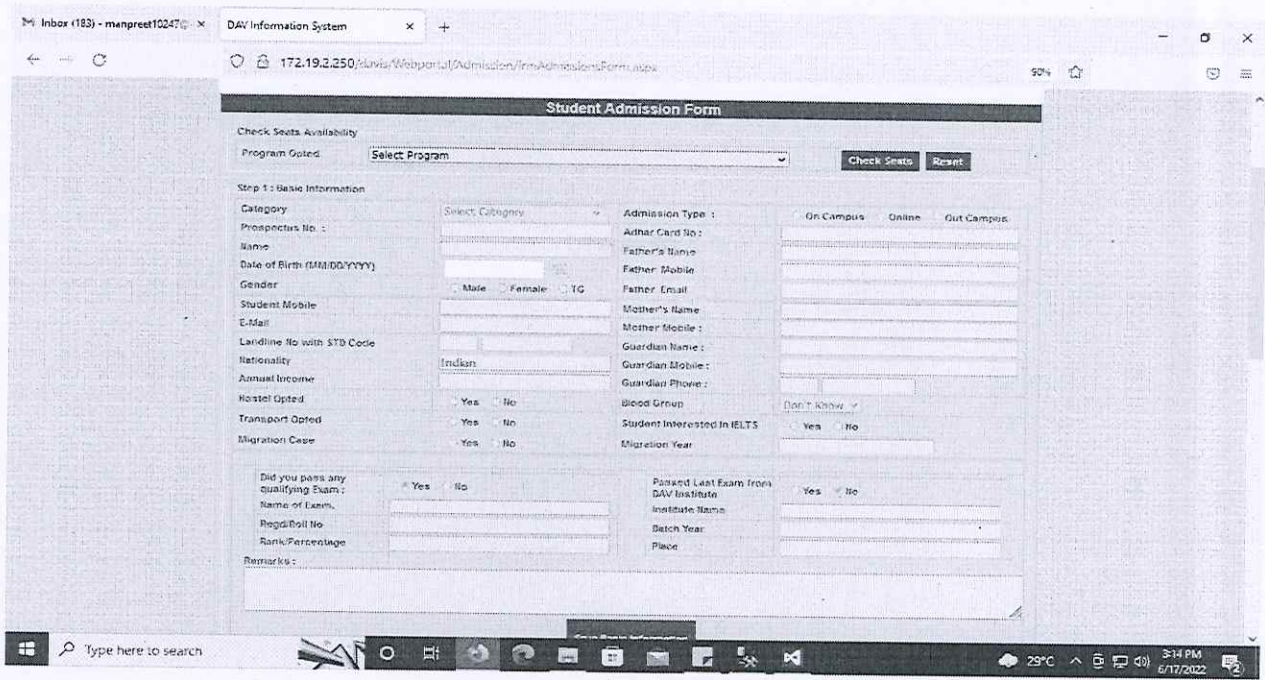 Inbox (183) - manpreet10247@ × DAV Information System × +
172.19.2.250/davis/Webportal/Admission/InnAdmissionsForm.aspx 90%
Student Admission Form
Check Seats Availability
Program Opted Select Program Check Seats Reset
Step 1 : Basic Information
Category Select Category Admission Type : On Campus Online Out Campus
Prospectus No. : Adhar Card No :
Name Father's Name
Date of Birth (MM/DD/YYYY) Father Mobile
Gender Male Female TG Father Email
Student Mobile Mother's Name
E-Mail Mother Mobile :
Landline No with STD Code Guardian Name :
Nationality Indian Guardian Mobile :
Annual Income Guardian Phone :
Hostel Opted Yes No Blood Group Don't Know
Transport Opted Yes No Student Interested in IELTS Yes No
Migration Case Yes No Migration Year
Did you pass any qualifying Exam : Yes No Passed Last Exam from DAV Institute Yes No
Name of Exam. Institute Name
Regd/Roll No Batch Year
Rank/Percentage Place
Remarks :
Type here to search 29°C 3:14 PM
6/17/2022 2